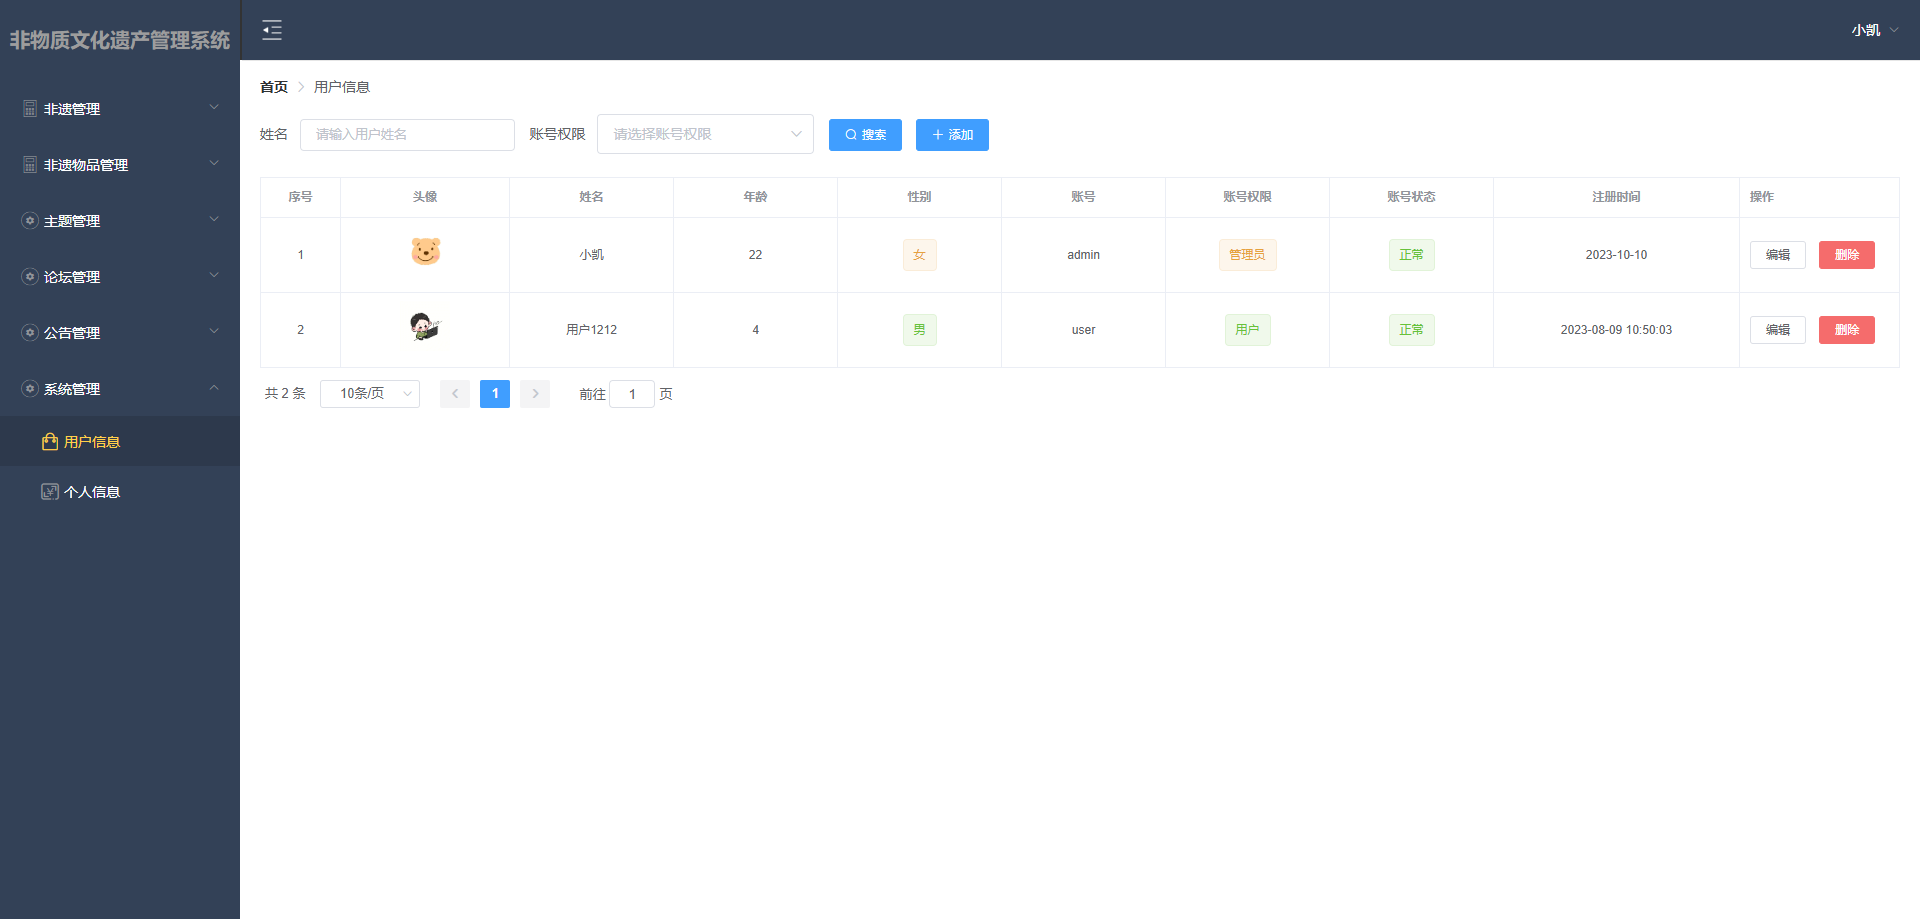 非物质文化遗产管理系统
小凯
非遗管理
非遗物品管理
主题管理
论坛管理
公告管理
系统管理
用户信息
个人信息
首页 用户信息
姓名 请输入用户姓名 账号权限 请选择账号权限 搜索 添加
序号 头像 姓名 年龄 性别 账号 账号权限 账号状态 注册时间 操作
1 小凯 22 女 admin 管理员 正常 2023-10-10 编辑 删除
2 用户1212 4 男 user 用户 正常 2023-08-09 10:50:03 编辑 删除
共 2 条 10条/页 1 前往 1 页